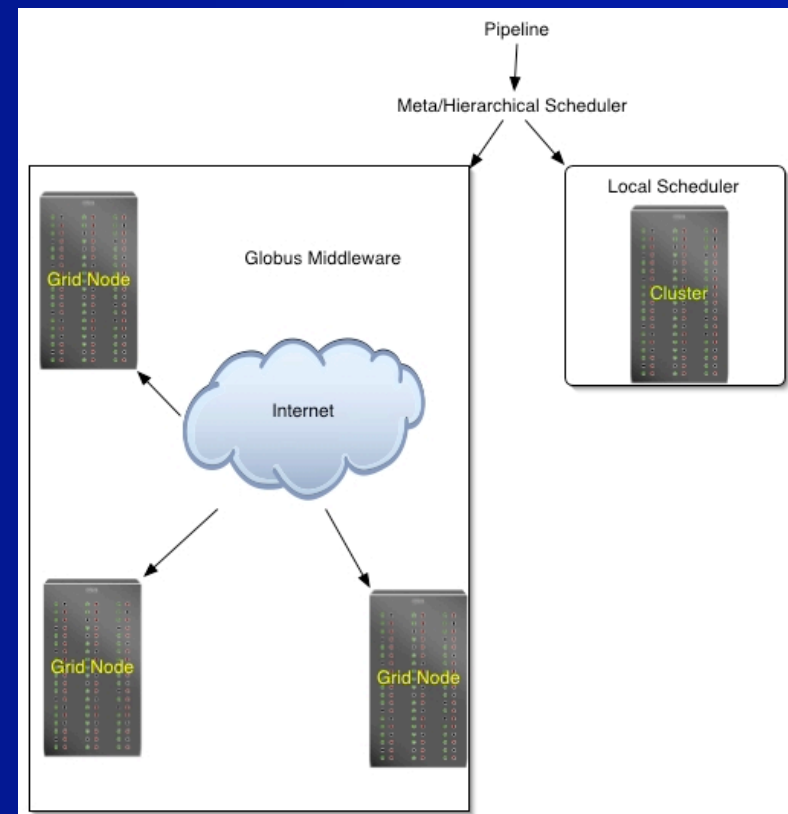 Pipeline
Meta/Hierarchical Scheduler
Local Scheduler
Grid Node
Globus Middleware
Cluster
Internet
Grid Node
Grid Node